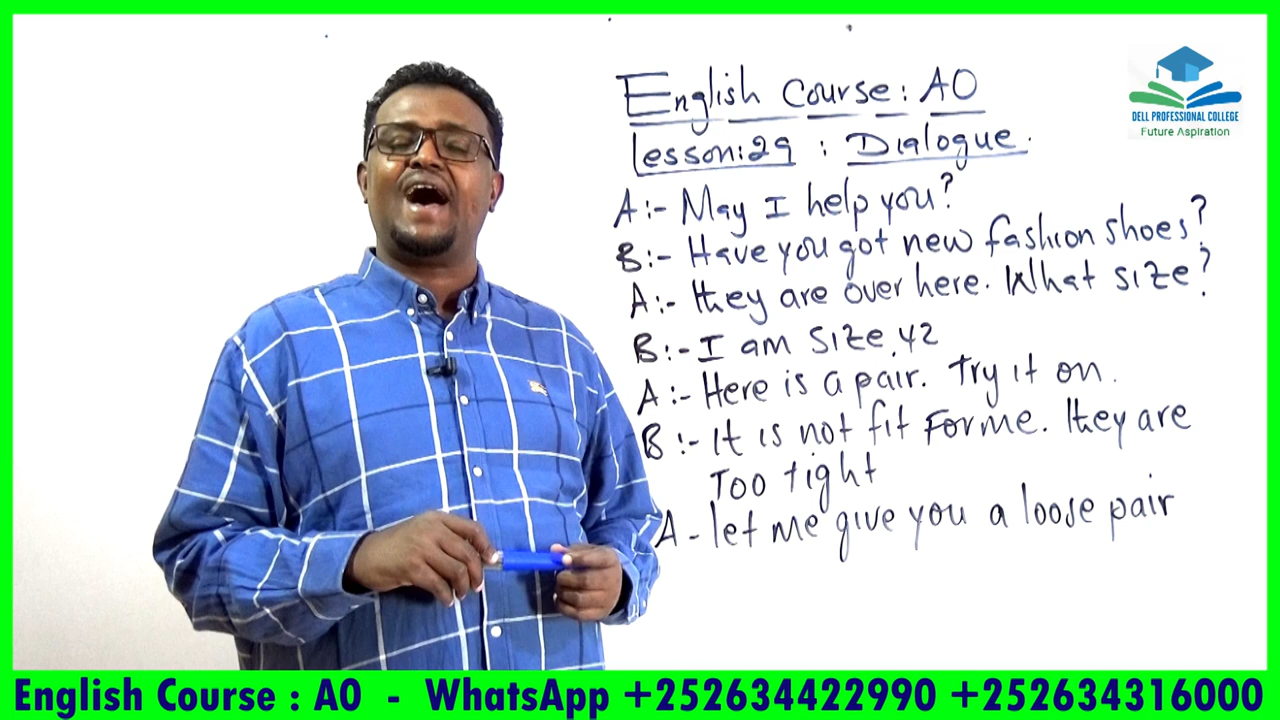 English Course: A0
Lesson: 29 : Dialogue.
A:- May I help you?
B:- Have you got new fashion shoes?
A:- They are over here. What size?
B:- I am size 42
A:- Here is a pair. Try it on.
B:- It is not fit for me. They are
Too tight
A- let me give you a loose pair
DELL PROFESSIONAL COLLEGE
Future Aspiration
English Course : A0 - WhatsApp +252634422990 +252634316000